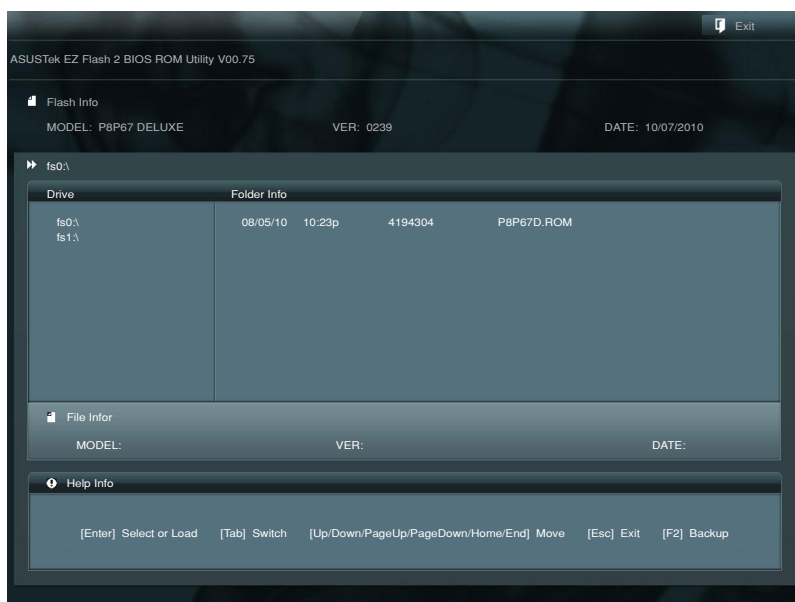 Exit
ASUSTek EZ Flash 2 BIOS ROM Utility V00.75
Flash Info
MODEL: P8P67 DELUXE VER: 0239 DATE: 10/07/2010
fs0:\
Drive Folder Info
fs0:\ 08/05/10 10:23p 4194304 P8P67D.ROM
fs1:\
File Infor
MODEL: VER: DATE:
Help Info
[Enter] Select or Load [Tab] Switch [Up/Down/PageUp/PageDown/Home/End] Move [Esc] Exit [F2] Backup